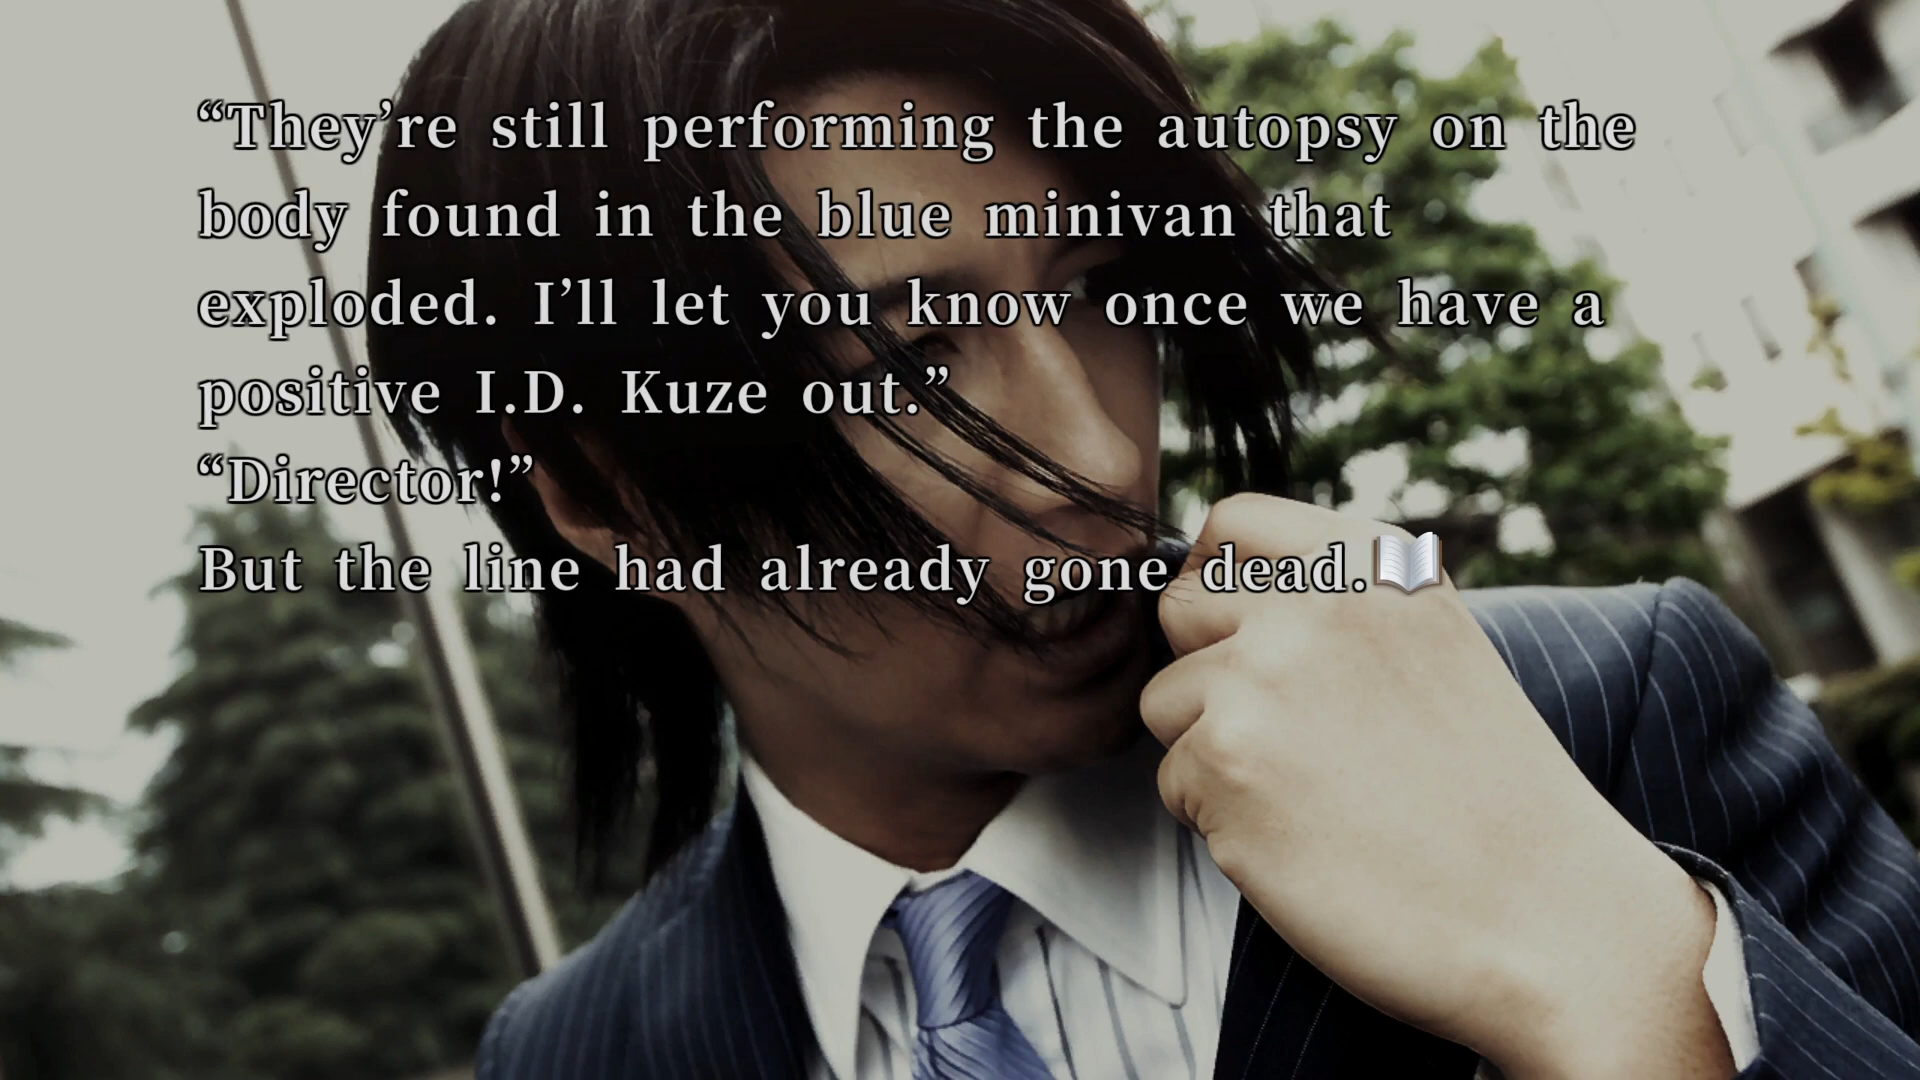 “They’re still performing the autopsy on the
body found in the blue minivan that
exploded. I’ll let you know once we have a
positive I.D. Kuze out.”
“Director!”
But the line had already gone dead.